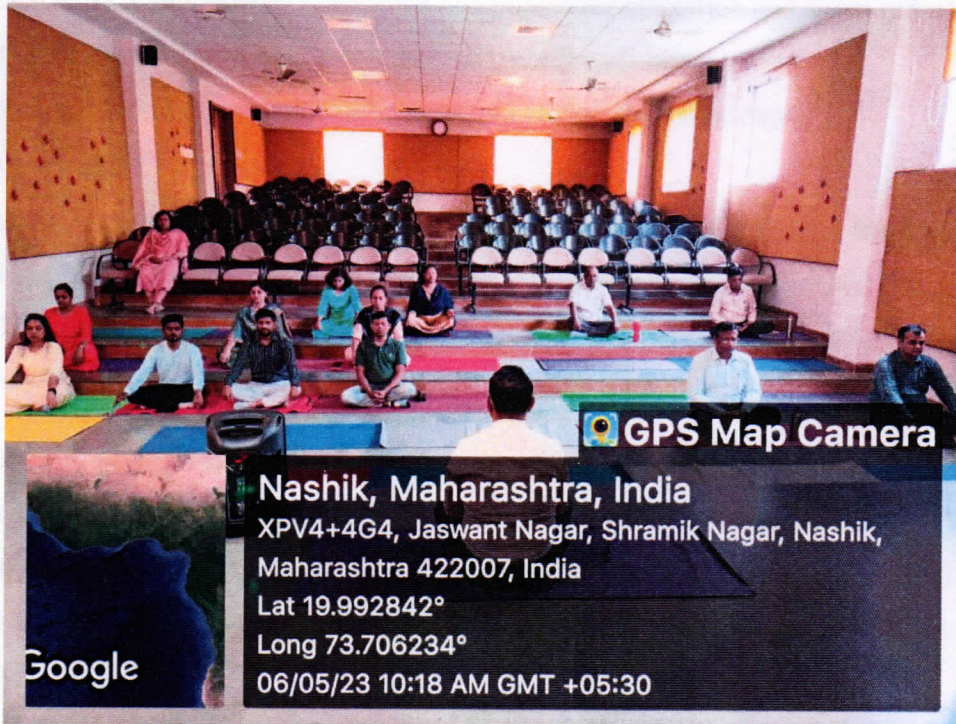 GPS Map Camera
Nashik, Maharashtra, India
XPV4+4G4, Jaswant Nagar, Shramik Nagar, Nashik,
Maharashtra 422007, India
Lat 19.992842°
Long 73.706234°
06/05/23 10:18 AM GMT +05:30
Google